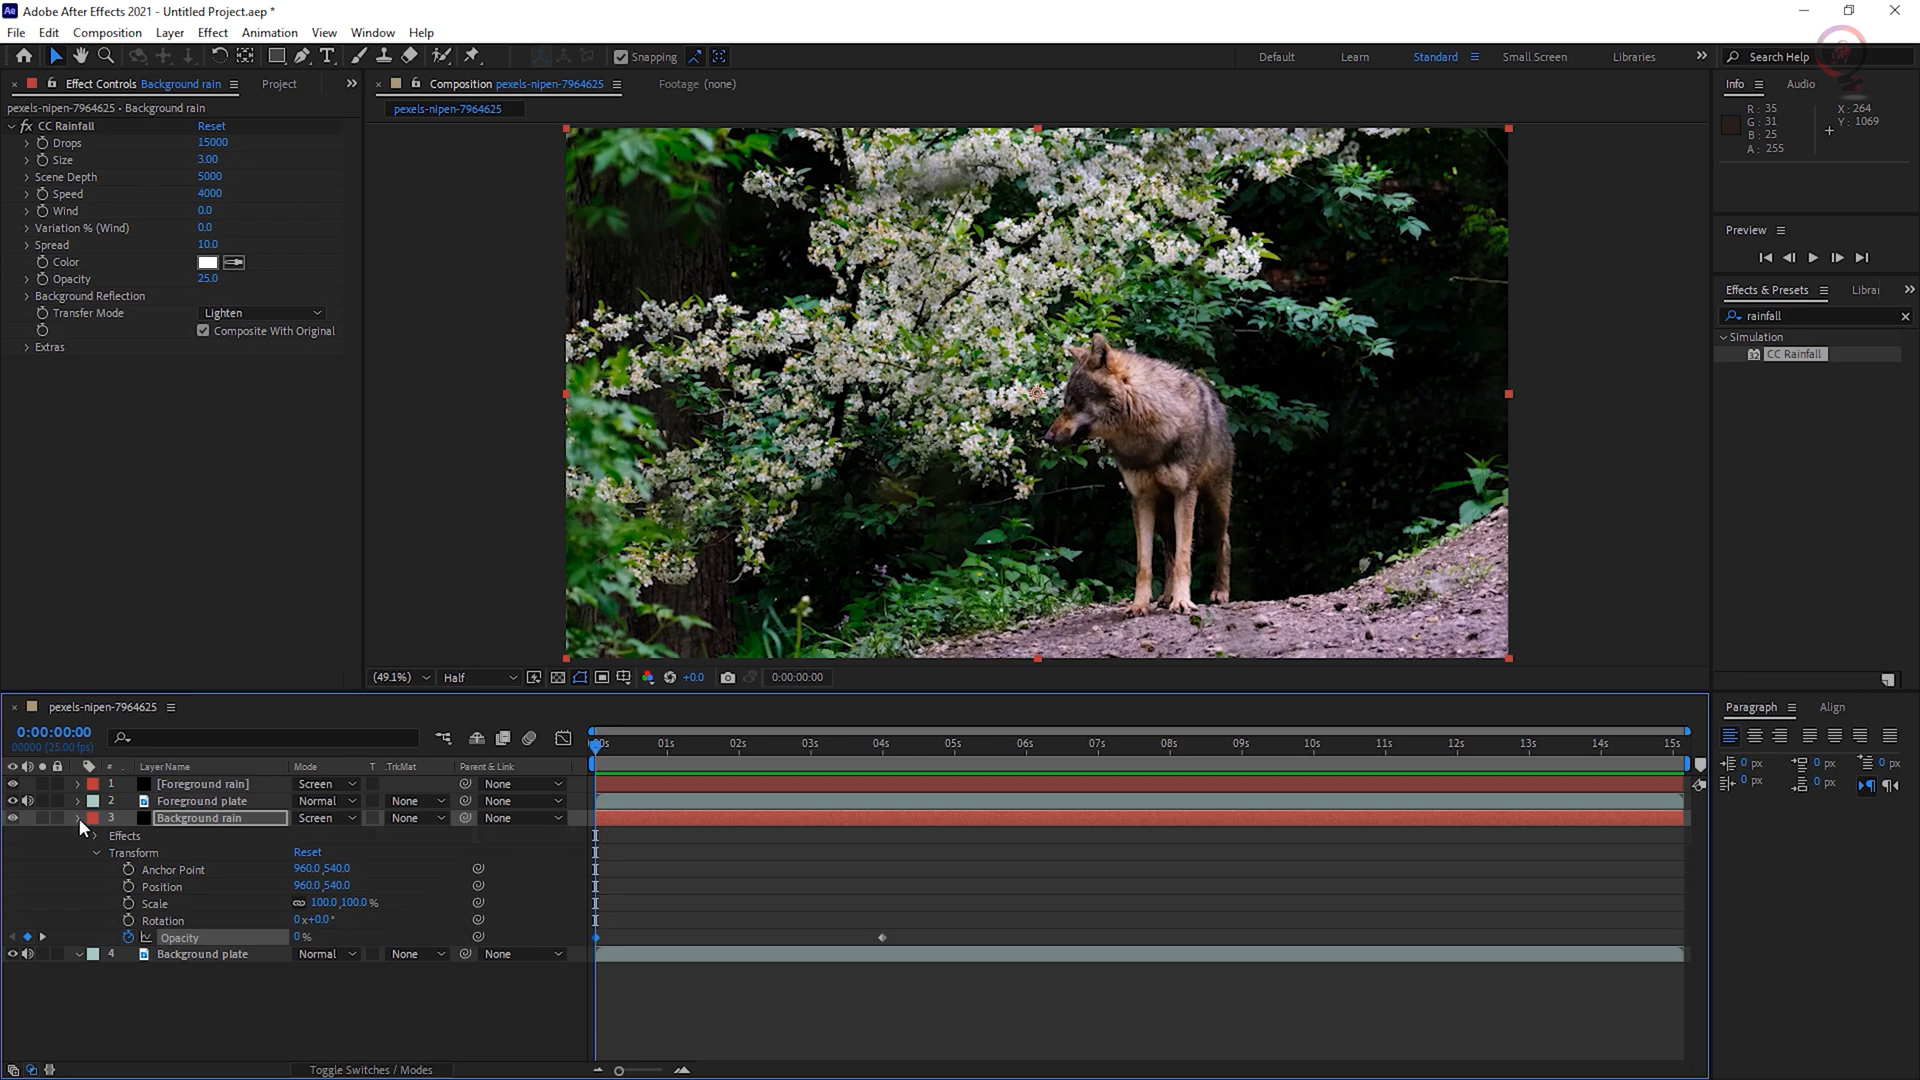 Adobe After Effects 2021 - Untitled Project.aep *
File Edit Composition Layer Effect Animation View Window Help
Snapping Default Learn Standard Small Screen Libraries Search Help
Effect Controls Background rain Project
Composition pexels-nipen-7964625 Footage (none)
Info Audio
pexels-nipen-7964625 • Background rain
pexels-nipen-7964625
R: 35 X: 264
G: 31 Y: 1069
B: 25
A: 255
fx CC Rainfall Reset
Drops 15000
Size 3.00
Scene Depth 5000
Speed 4000
Wind 0.0
Variation % (Wind) 0.0
Spread 10.0
Color
Opacity 25.0
Background Reflection
Transfer Mode Lighten
Composite With Original
Extras
Preview
Effects & Presets Librar
rainfall
Simulation
CC Rainfall
(49.1%) Half +0.0 0:00:00:00
pexels-nipen-7964625
0:00:00:00
00000 (25.00 fps)
00s 01s 02s 03s 04s 05s 06s 07s 08s 09s 10s 11s 12s 13s 14s 15s
# Layer Name Mode T .TrkMat Parent & Link
1 [Foreground rain] Screen None
2 Foreground plate Normal None None
3 Background rain Screen None None
Effects
Transform Reset
Anchor Point 960.0,540.0
Position 960.0,540.0
Scale 100.0,100.0 %
Rotation 0x+0.0°
Opacity 0 %
4 Background plate Normal None None
Toggle Switches / Modes
Paragraph Align
0 px 0 px 0 px
0 px 0 px